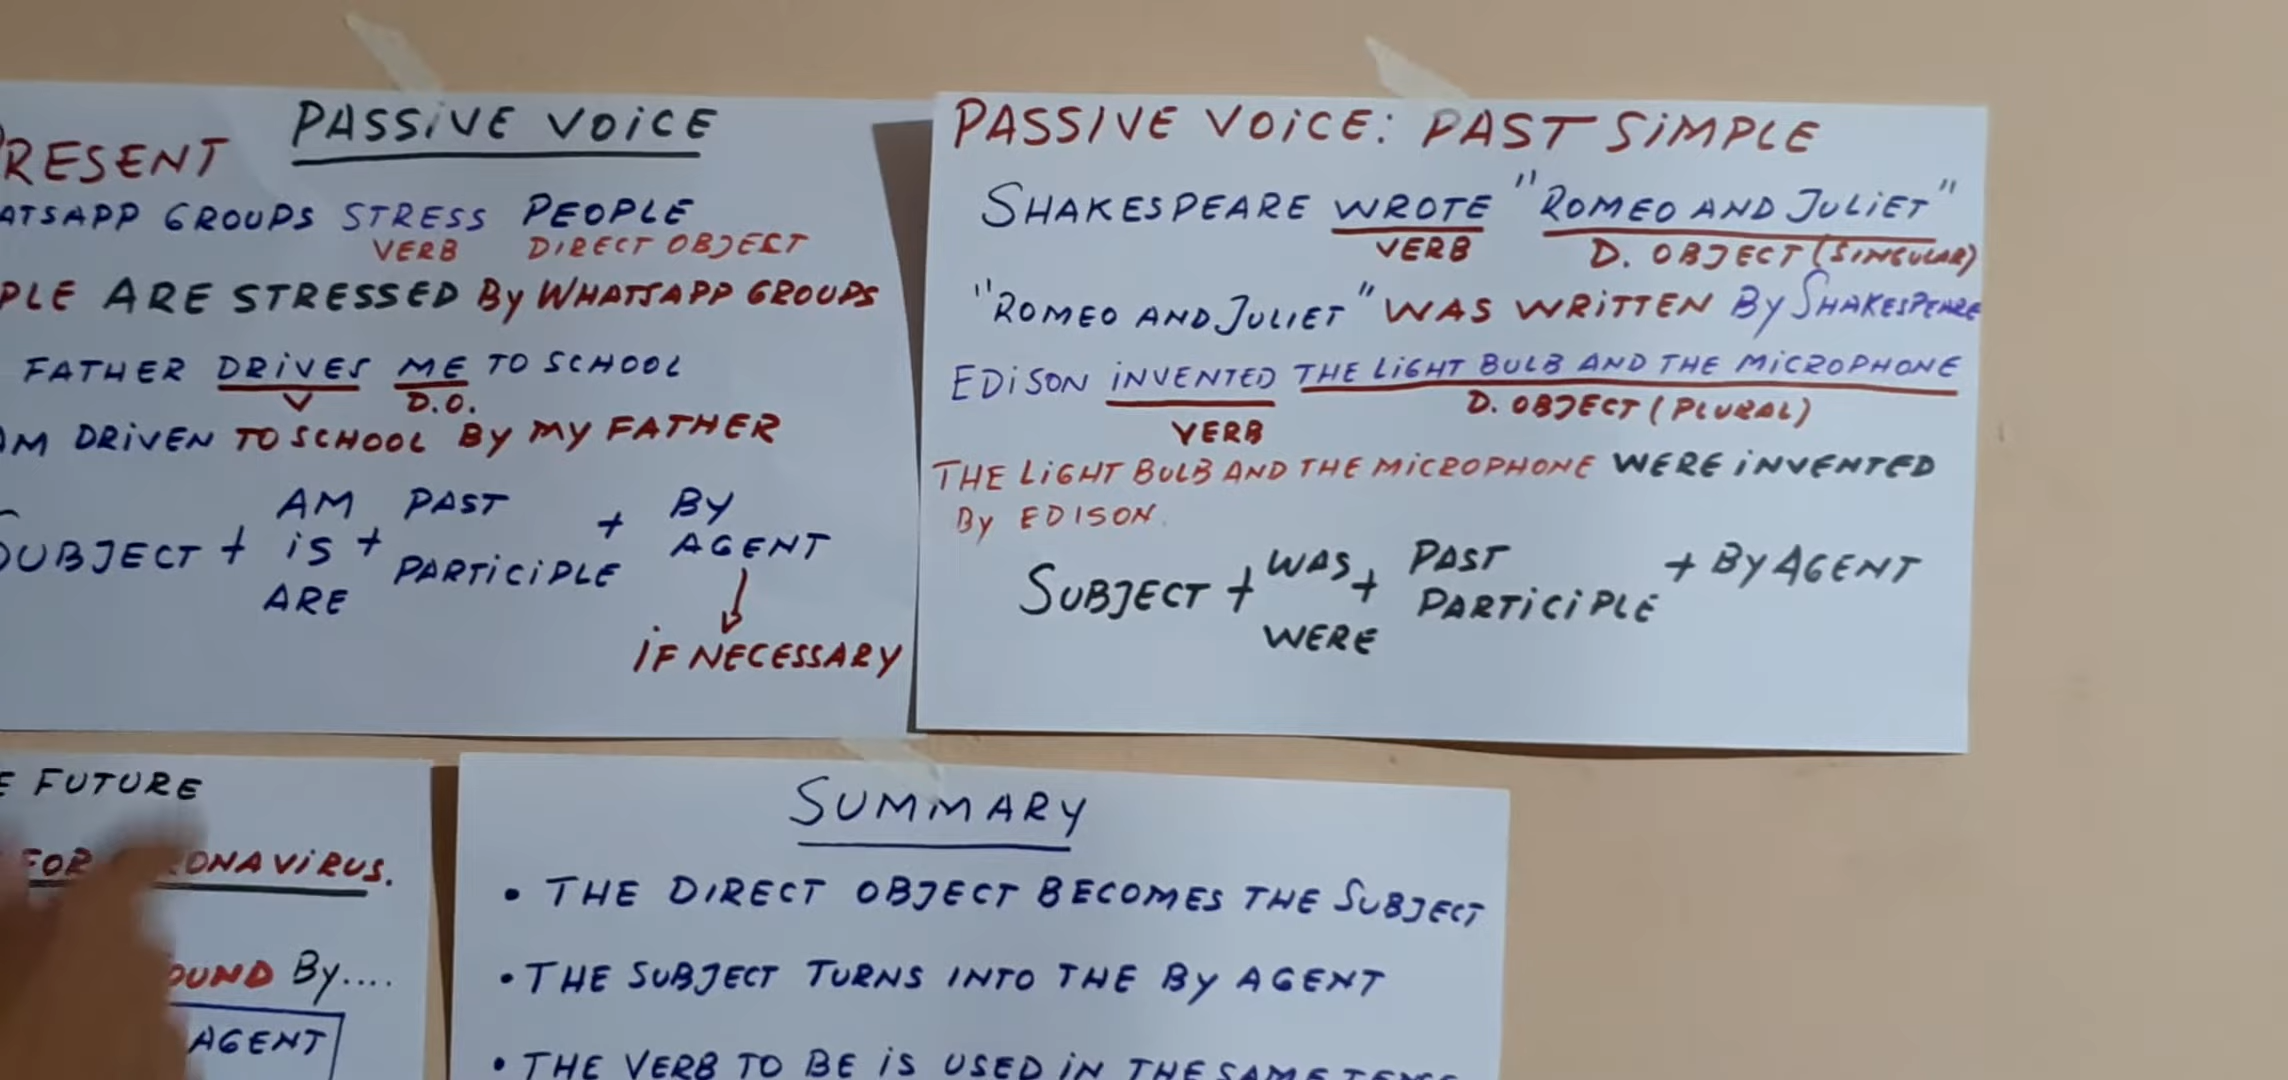 PASSIVE VOICE
RESENT
ATSAPP GROUPS STRESS PEOPLE
VERB DIRECT OBJECT
PLE ARE STRESSED By WHATSAPP GROUPS
FATHER DRIVES ME TO SCHOOL
V D.O.
AM DRIVEN TO SCHOOL By My FATHER
SUBJECT + AM IS ARE + PAST PARTICIPLE + By AGENT
IF NECESSARY
PASSIVE VOICE: PAST SIMPLE
SHAKESPEARE WROTE "ROMEO AND JULIET"
VERB D. OBJECT (SINGULAR)
"ROMEO AND JULIET" WAS WRITTEN By SHAKESPEARE
EDISON INVENTED THE LIGHT BULB AND THE MICROPHONE
VERB D. OBJECT (PLURAL)
THE LIGHT BULB AND THE MICROPHONE WERE INVENTED
By EDISON.
SUBJECT + WAS WERE + PAST PARTICIPLE + By AGENT
E FUTURE
FOR ONAVIRUS.
OUND By....
AGENT
SUMMARY
• THE DIRECT OBJECT BECOMES THE SUBJECT
• THE SUBJECT TURNS INTO THE By AGENT
• THE VERB TO BE IS USED IN THE SAME TENSE